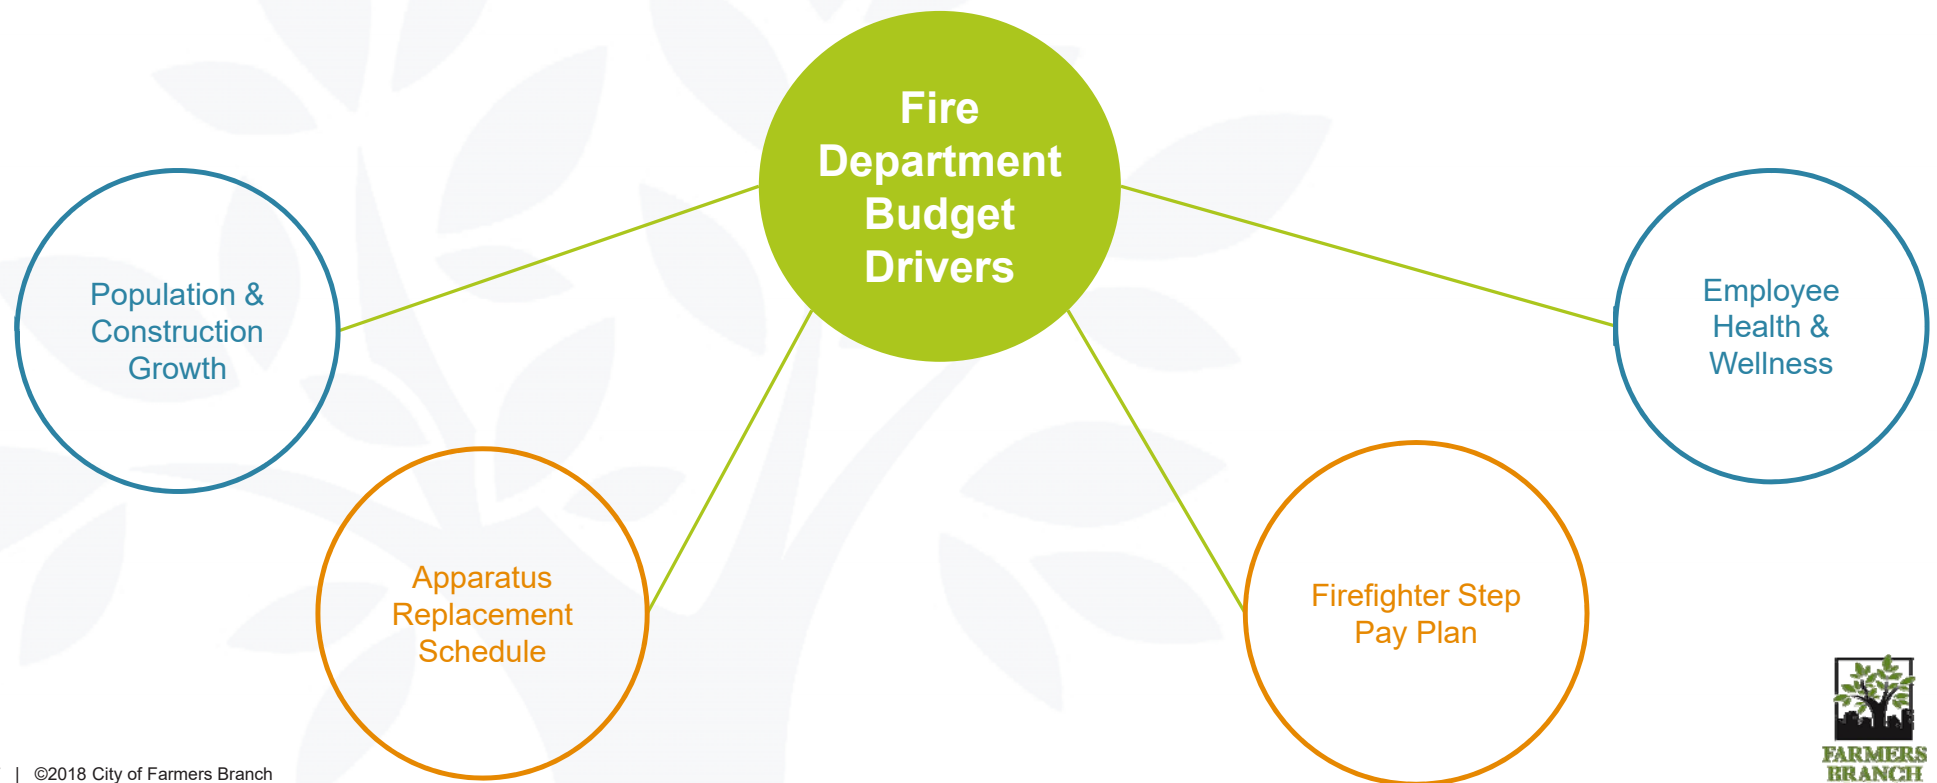 Fire
Department
Budget
Drivers
Population &
Construction
Growth
Apparatus
Replacement
Schedule
Firefighter Step
Pay Plan
Employee
Health &
Wellness
| ©2018 City of Farmers Branch
FARMERS
BRANCH